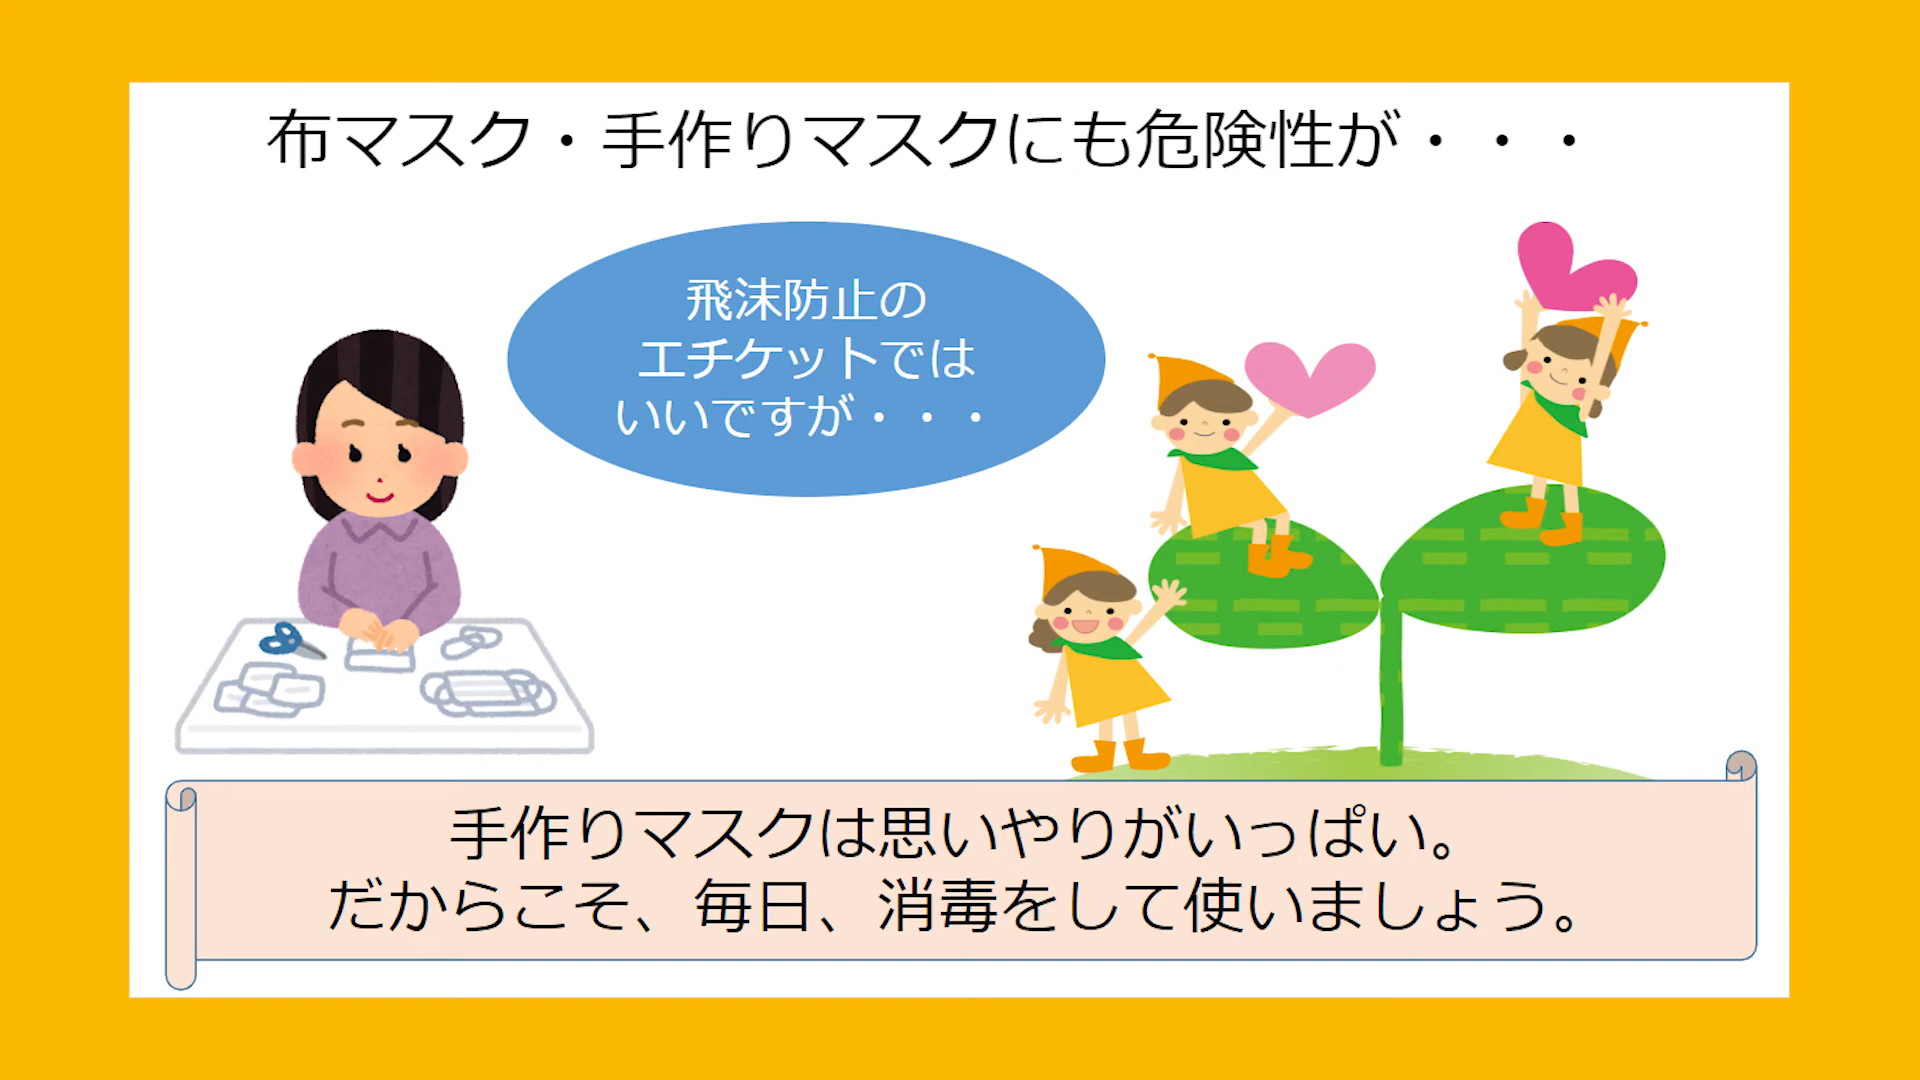 布マスク・手作りマスクにも危険性が・・・
飛沫防止の
エチケットでは
いいですが・・・
手作りマスクは思いやりがいっぱい。
だからこそ、毎日、消毒をして使いましょう。